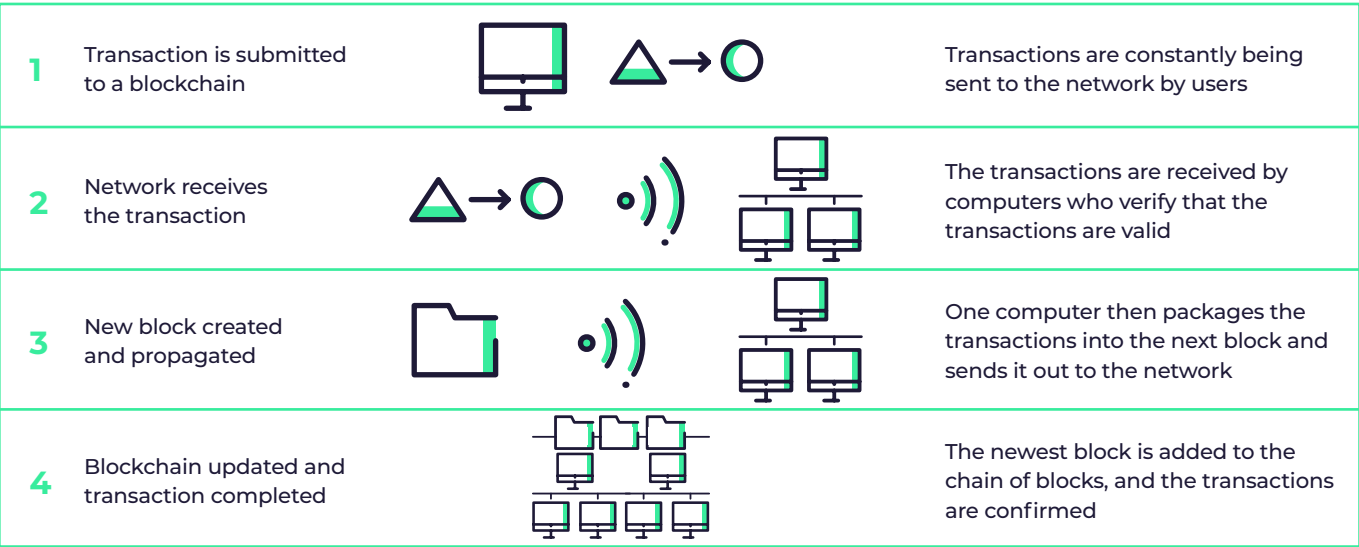 1
Transaction is submitted
to a blockchain
Transactions are constantly being
sent to the network by users
2
Network receives
the transaction
The transactions are received by
computers who verify that the
transactions are valid
3
New block created
and propagated
One computer then packages the
transactions into the next block and
sends it out to the network
4
Blockchain updated and
transaction completed
The newest block is added to the
chain of blocks, and the transactions
are confirmed